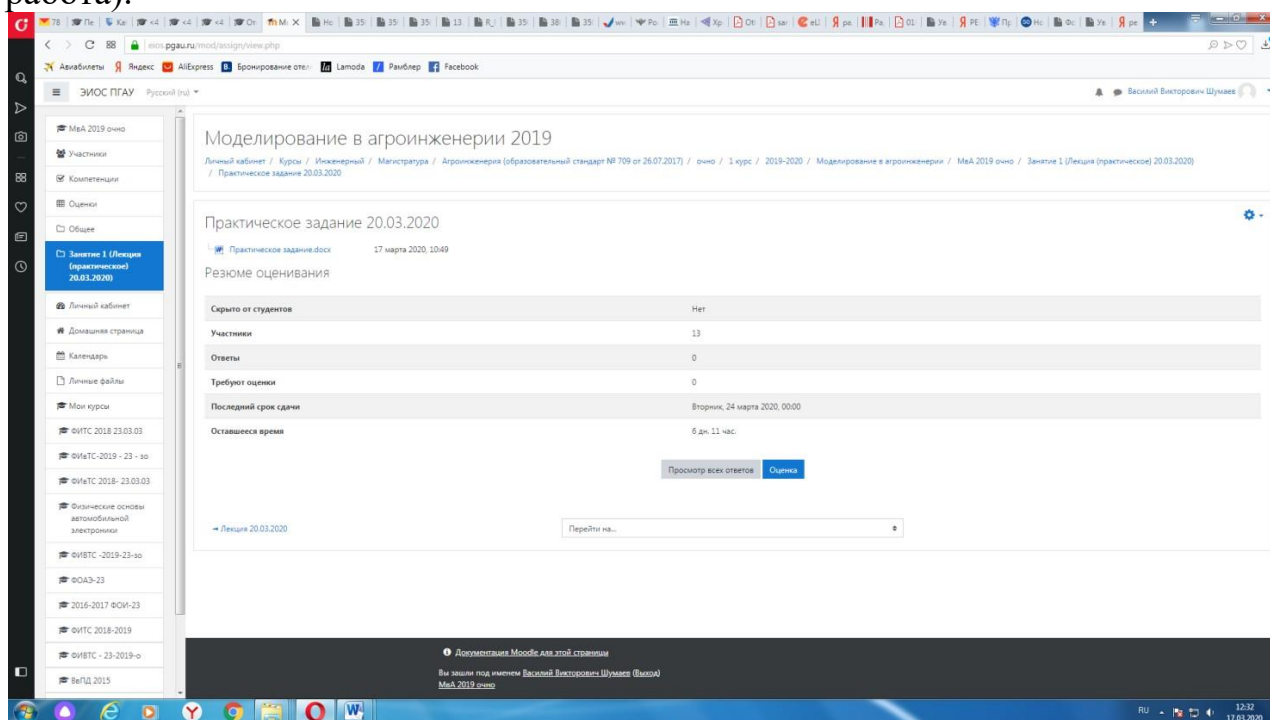 работа).
eios.pgau.ru/mod/assign/view.php
Авиабилеты Яндекс AliExpress Бронирование отел Lamoda Рамблер Facebook
ЭИОС ПГАУ Русский (ru)
Василий Викторович Шумаев
МвА 2019 очно
Участники
Компетенции
Оценки
Общее
Занятие 1 (Лекция
(практическое)
20.03.2020)
Личный кабинет
Домашняя страница
Календарь
Личные файлы
Мои курсы
ФИТС 2018 23.03.03
ФИвТС-2019 - 23 - зо
ФИвТС 2018- 23.03.03
Физические основы
автомобильной
электроники
ФИВТС -2019-23-зо
ФОАЭ-23
2016-2017 ФОИ-23
ФИТС 2018-2019
ФИВТС - 23-2019-о
ВеПД 2015
Моделирование в агроинженерии 2019
Личный кабинет / Курсы / Инженерный / Магистратура / Агроинженерия (образовательный стандарт № 709 от 26.07.2017) / очно / 1 курс / 2019-2020 / Моделирование в агроинженерии / МвА 2019 очно / Занятие 1 (Лекция (практическое) 20.03.2020)
/ Практическое задание 20.03.2020
Практическое задание 20.03.2020
Практическое задание.docx 17 марта 2020, 10:49
Резюме оценивания
Скрыто от студентов Нет
Участники 13
Ответы 0
Требуют оценки 0
Последний срок сдачи Вторник, 24 марта 2020, 00:00
Оставшееся время 6 дн. 11 час.
Просмотр всех ответов Оценка
Лекция 20.03.2020 Перейти на...
Документация Moodle для этой страницы
Вы зашли под именем Василий Викторович Шумаев (Выход)
МвА 2019 очно
RU 12:32
17.03.2020